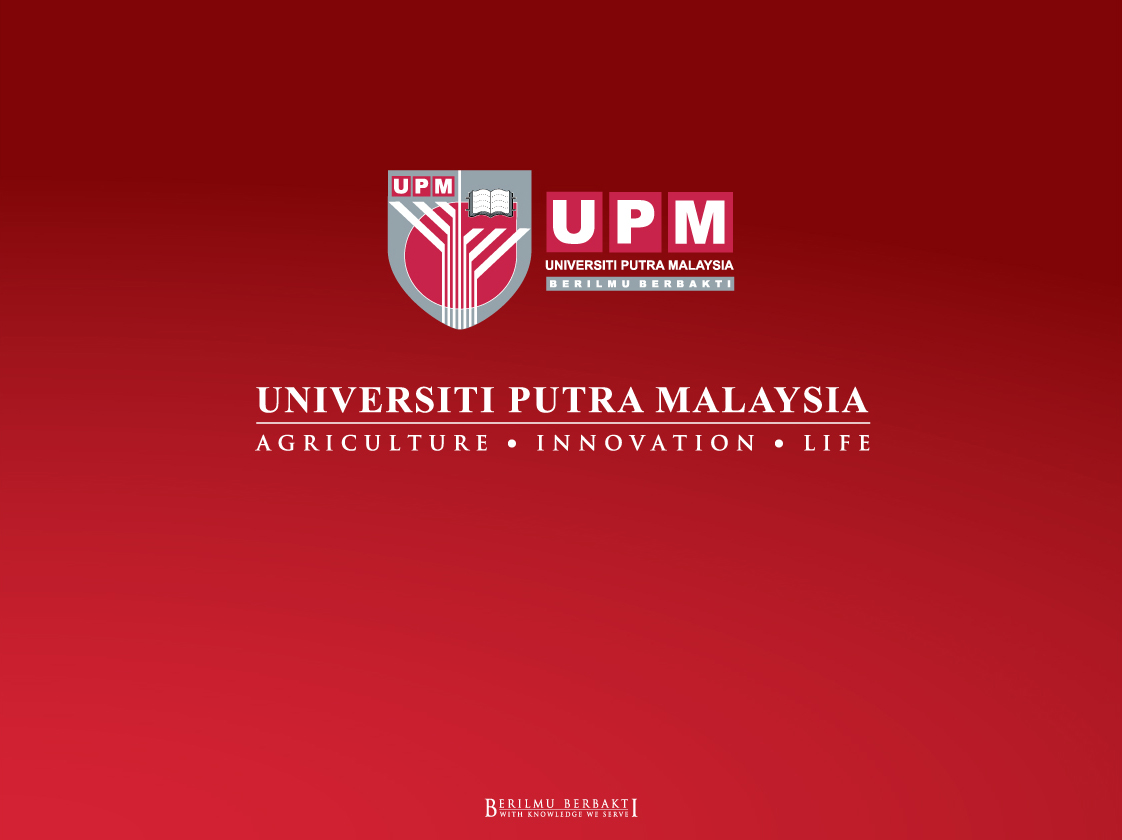 UPM
UPM
UNIVERSITI PUTRA MALAYSIA
BERILMU BERBAKTI
UNIVERSITI PUTRA MALAYSIA
AGRICULTURE • INNOVATION • LIFE
BERILMU BERBAKTI
WITH KNOWLEDGE WE SERVE